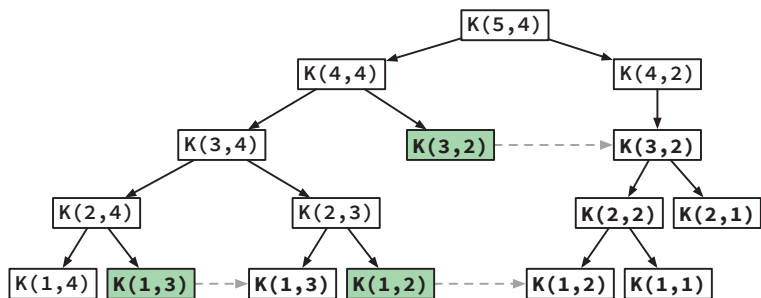 K(5,4)
K(4,4) K(4,2)
K(3,4) K(3,2) K(3,2)
K(2,4) K(2,3) K(2,2) K(2,1)
K(1,4) K(1,3) K(1,3) K(1,2) K(1,2) K(1,1)